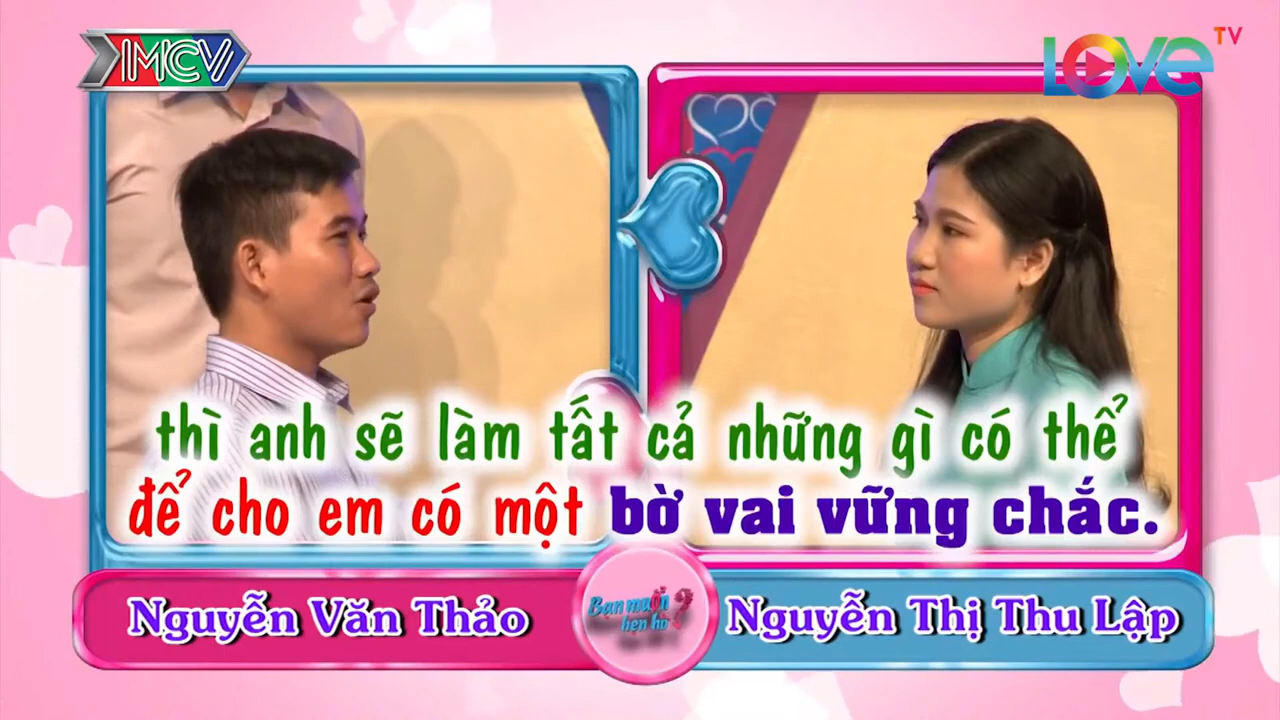 MCV
LOVE TV
thì anh sẽ làm tất cả những gì có thể
để cho em có một bờ vai vững chắc.
Nguyễn Văn Thảo
Bạn muốn
hẹn hò?
Nguyễn Thị Thu Lập